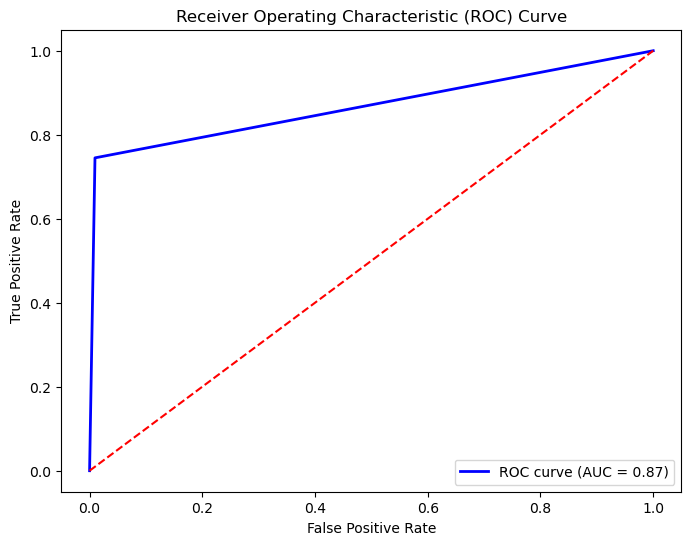 Receiver Operating Characteristic (ROC) Curve
1.0
0.8
0.6
0.4
0.2
0.0
True Positive Rate
ROC curve (AUC = 0.87)
0.0 0.2 0.4 0.6 0.8 1.0
False Positive Rate